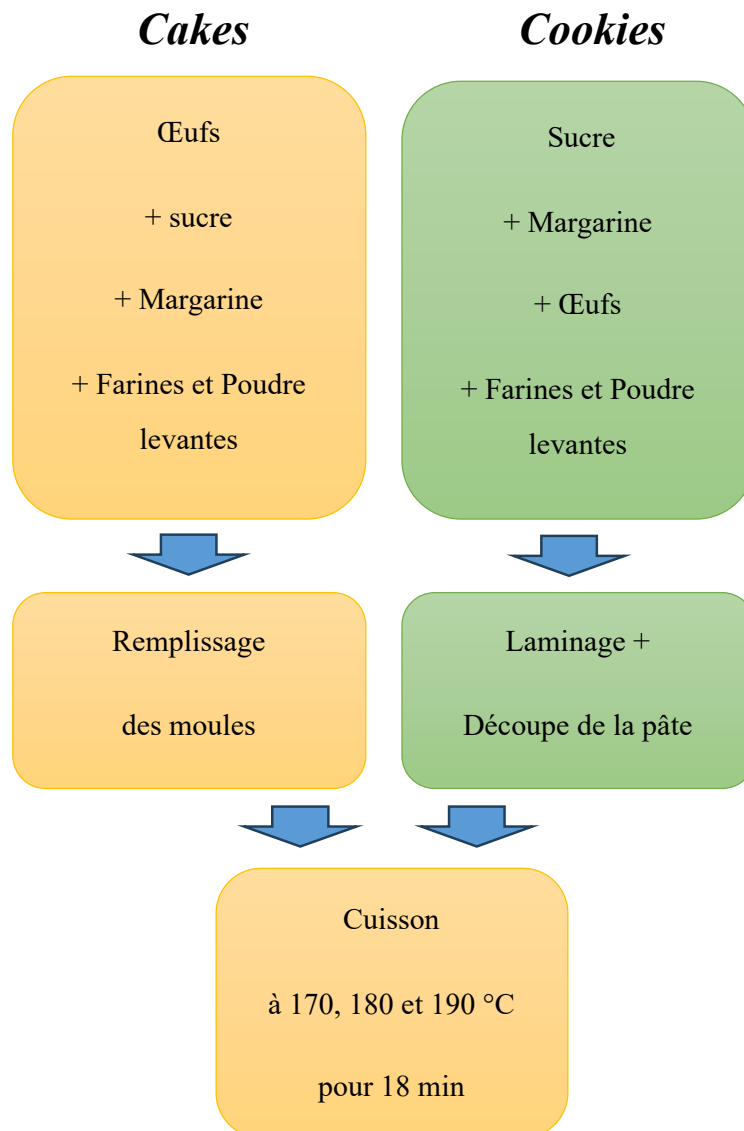 Cakes
Cookies
Œufs
+ sucre
+ Margarine
+ Farines et Poudre
levantes
Sucre
+ Margarine
+ Œufs
+ Farines et Poudre
levantes
Remplissage
des moules
Laminage +
Découpe de la pâte
Cuisson
à 170, 180 et 190 °C
pour 18 min